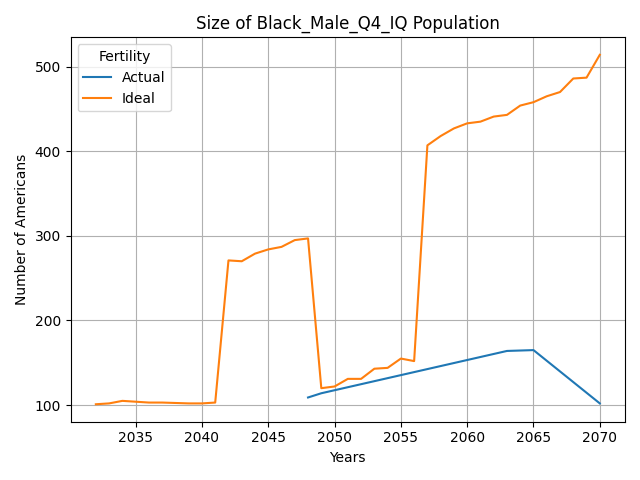 Size of Black_Male_Q4_IQ Population
Fertility
Actual
Ideal
Number of Americans
500
400
300
200
100
2035 2040 2045 2050 2055 2060 2065 2070
Years